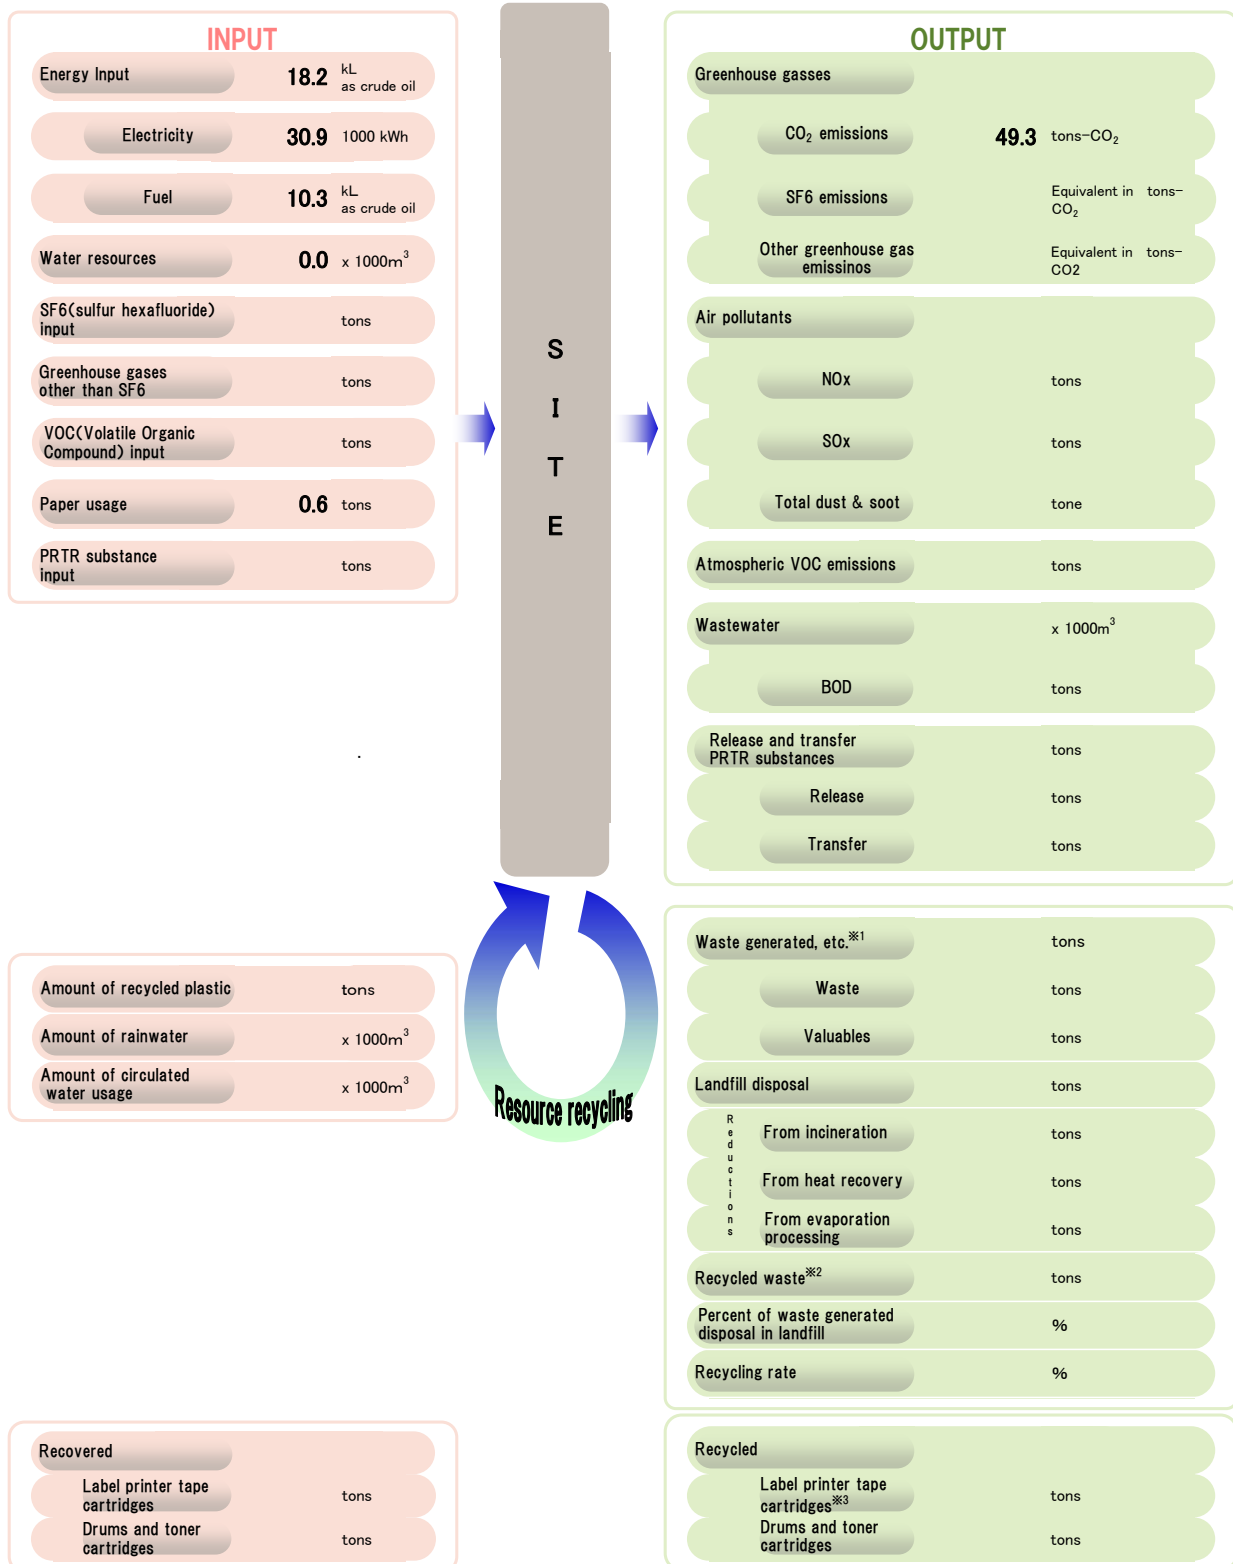 INPUT
Energy Input 18.2 kL
as crude oil
Electricity 30.9 1000 kWh
Fuel 10.3 kL
as crude oil
Water resources 0.0 x 1000m³
SF6(sulfur hexafluoride)
input tons
Greenhouse gases
other than SF6 tons
VOC(Volatile Organic
Compound) input tons
Paper usage 0.6 tons
PRTR substance
input tons
.
S
I
T
E
OUTPUT
Greenhouse gasses
CO₂ emissions 49.3 tons-CO₂
SF6 emissions Equivalent in tons-
CO₂
Other greenhouse gas
emissinos Equivalent in tons-
CO2
Air pollutants
NOx tons
SOx tons
Total dust & soot tone
Atmospheric VOC emissions tons
Wastewater x 1000m³
BOD tons
Release and transfer
PRTR substances tons
Release tons
Transfer tons
Amount of recycled plastic tons
Amount of rainwater x 1000m³
Amount of circulated
water usage x 1000m³
Resource recycling
Waste generated, etc.※1 tons
Waste tons
Valuables tons
Landfill disposal tons
Reductions
From incineration tons
From heat recovery tons
From evaporation
processing tons
Recycled waste※2 tons
Percent of waste generated
disposal in landfill %
Recycling rate %
Recovered
Label printer tape
cartridges tons
Drums and toner
cartridges tons
Recycled
Label printer tape
cartridges※3 tons
Drums and toner
cartridges tons